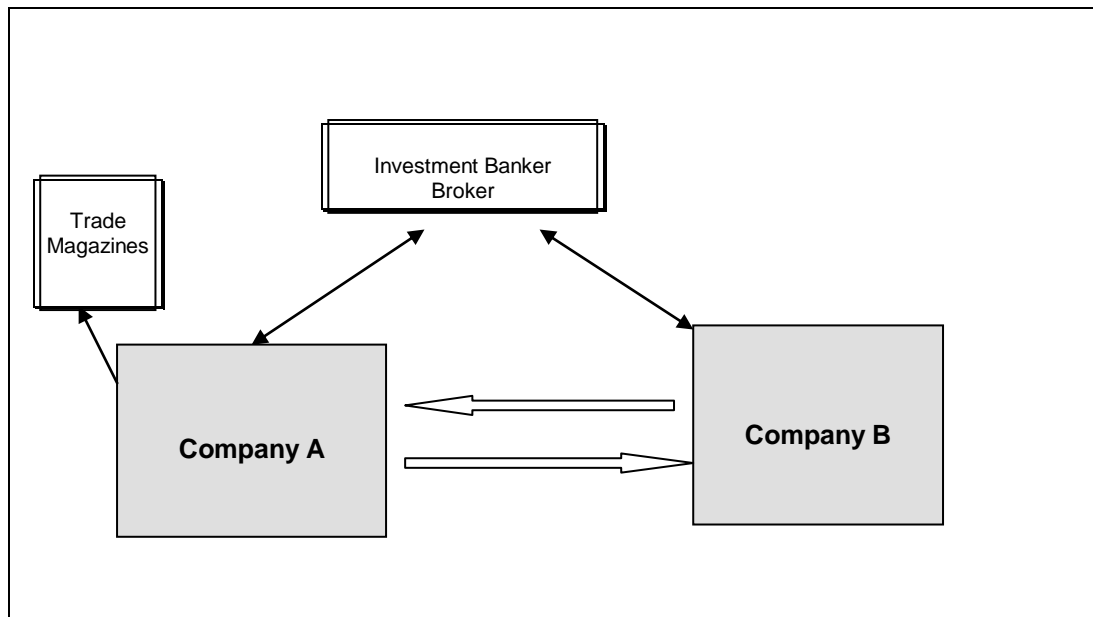 Investment Banker
Broker
Trade
Magazines
Company A
Company B